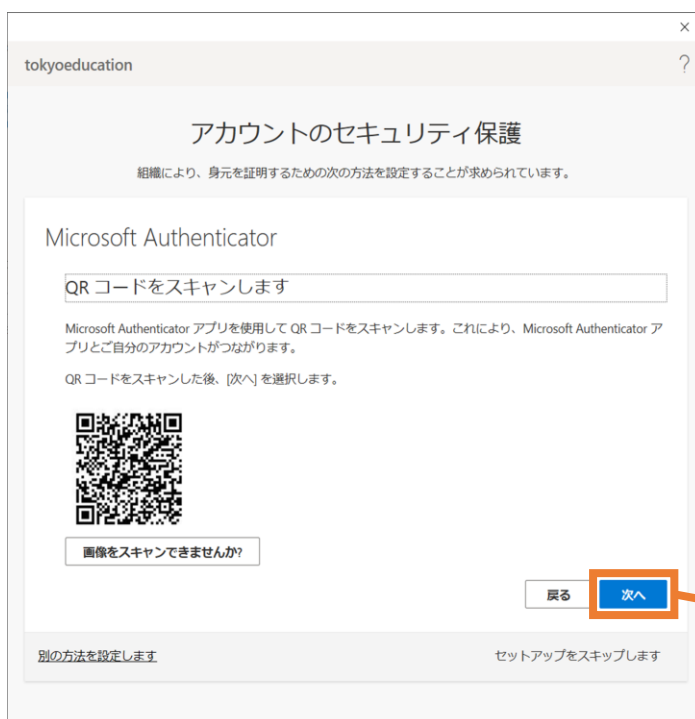 tokyoeducation
アカウントのセキュリティ保護
組織により、身元を証明するための次の方法を設定することが求められています。
Microsoft Authenticator
QR コードをスキャンします
Microsoft Authenticator アプリを使用して QR コードをスキャンします。これにより、Microsoft Authenticator ア
プリとご自分のアカウントがつながります。
QR コードをスキャンした後、[次へ] を選択します。
画像をスキャンできませんか?
戻る
次へ
別の方法を設定します
セットアップをスキップします